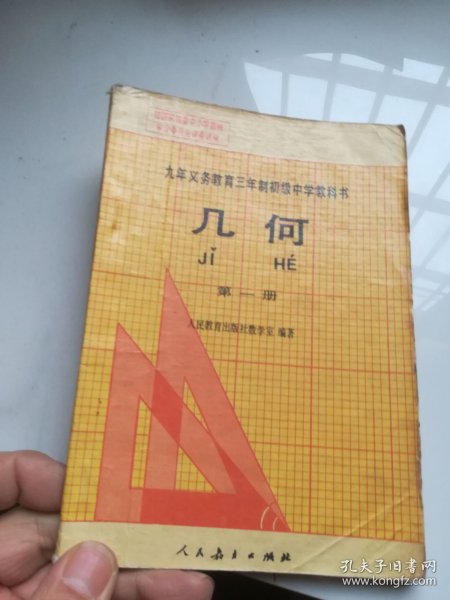 九年义务教育三年制初级中学教科书
几何
JǏ HÉ
第一册
人民教育出版社数学室 编著
人民教育出版社
孔夫子旧书网
www.kongfz.com